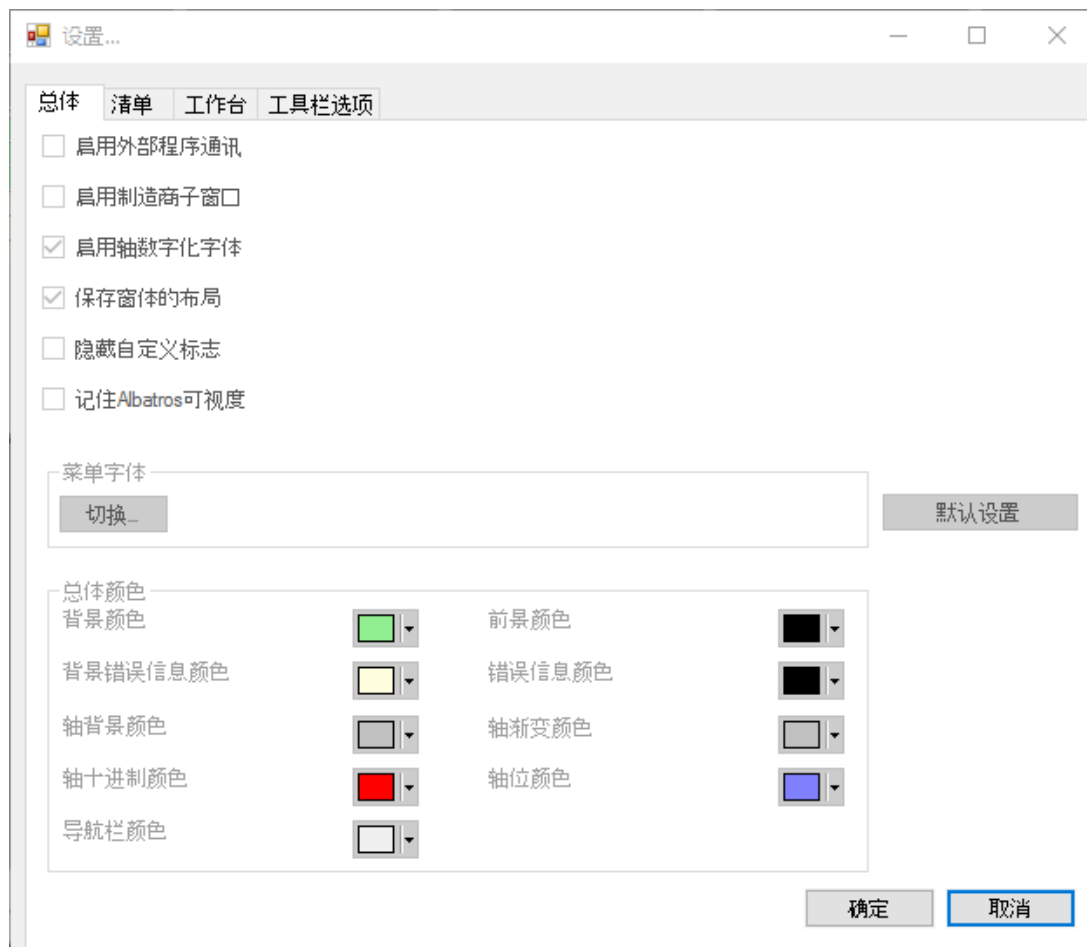 设置...
总体 清单 工作台 工具栏选项
启用外部程序通讯
启用制造商子窗口
启用轴数字化字体
保存窗体的布局
隐藏自定义标志
记住Albatros可视度
菜单字体
切换...
默认设置
总体颜色
背景颜色 前景颜色
背景错误信息颜色 错误信息颜色
轴背景颜色 轴渐变颜色
轴十进制颜色 轴位颜色
导航栏颜色
确定 取消